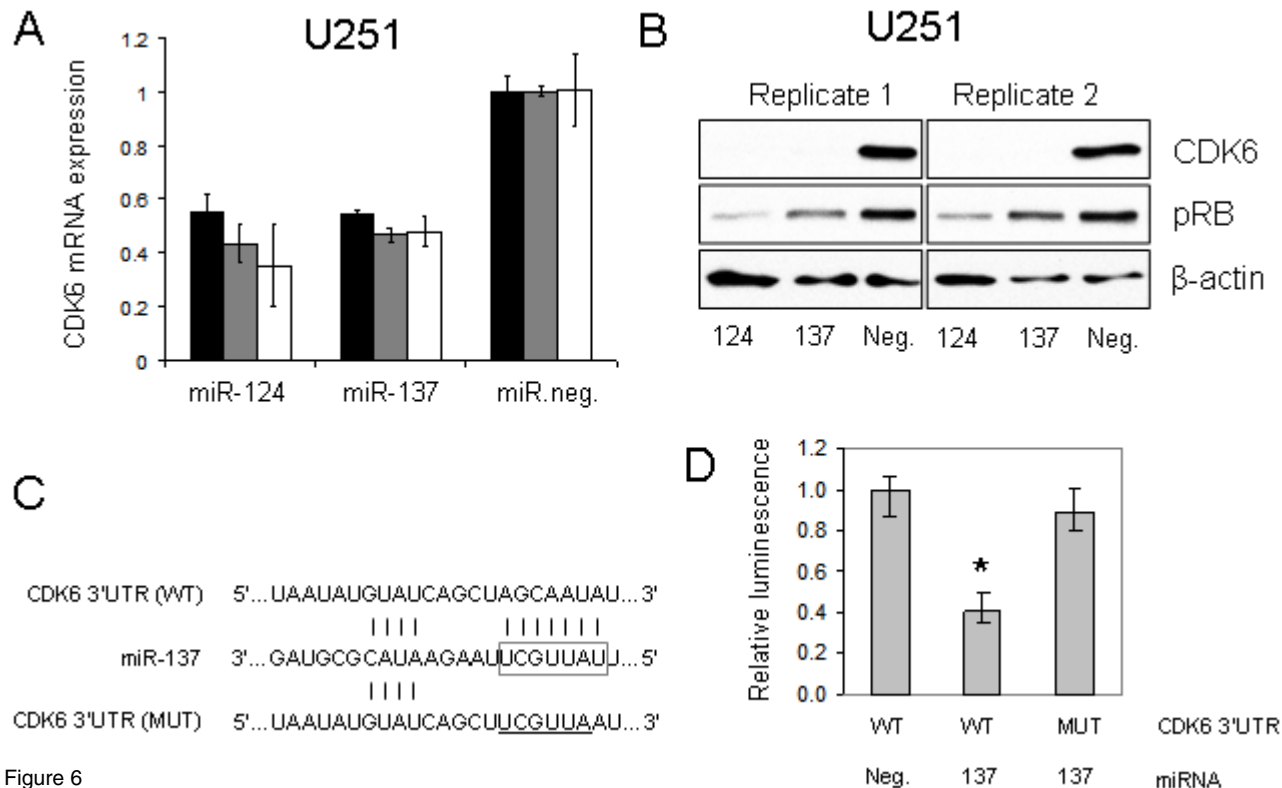 A
U251
CDK6 mRNA expression
1.2
1
0.8
0.6
0.4
0.2
0
miR-124 miR-137 miR.neg.
B
U251
Replicate 1 Replicate 2
CDK6
pRB
β-actin
124 137 Neg. 124 137 Neg.
C
CDK6 3'UTR (WT) 5'...UAAUAUGUAUCAGCUAGCAAUAU...3'
miR-137 3'...GAUGCGCAUAAGAAUUCGUUAUU...5'
CDK6 3'UTR (MUT) 5'...UAAUAUGUAUCAGCUUCGUUAAU...3'
D
Relative luminescence
1.2
1.0
0.8
0.6
0.4
0.2
0.0
*
WT WT MUT CDK6 3'UTR
Neg. 137 137 miRNA
Figure 6